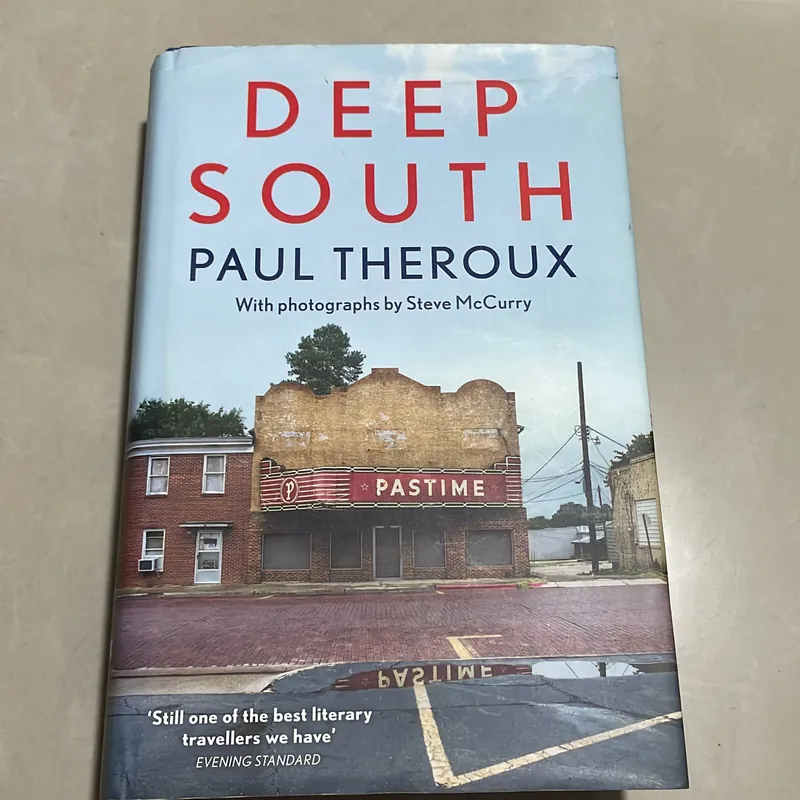 DEEP
SOUTH
PAUL THEROUX
With photographs by Steve McCurry
P ☆ PASTIME ☆
PASTIME
'Still one of the best literary
travellers we have'
EVENING STANDARD